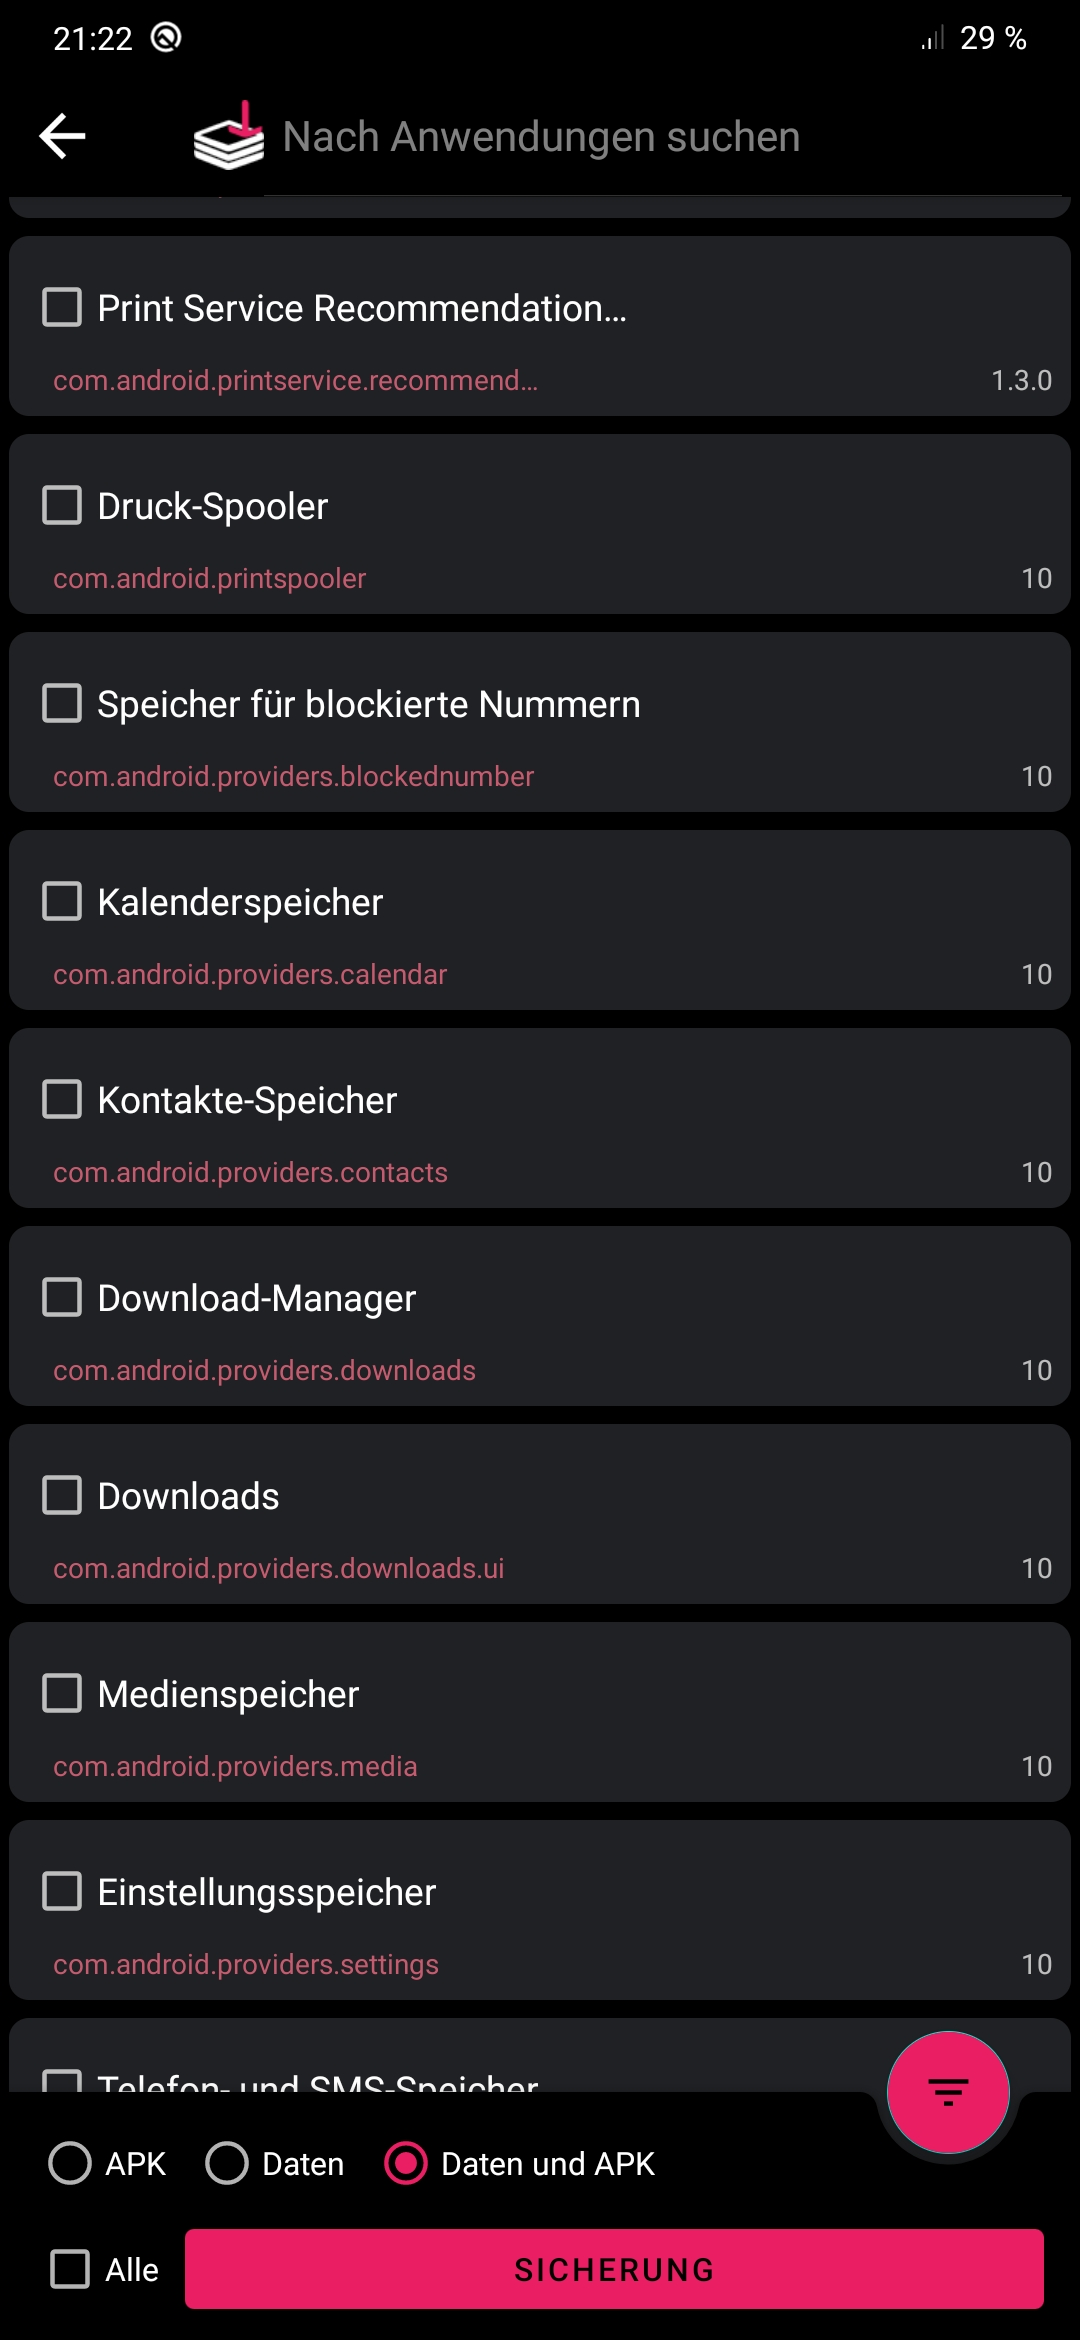 21:22
29 %
Nach Anwendungen suchen
Print Service Recommendation...
com.android.printservice.recommend...
1.3.0
Druck-Spooler
com.android.printspooler
10
Speicher für blockierte Nummern
com.android.providers.blockednumber
10
Kalenderspeicher
com.android.providers.calendar
10
Kontakte-Speicher
com.android.providers.contacts
10
Download-Manager
com.android.providers.downloads
10
Downloads
com.android.providers.downloads.ui
10
Medienspeicher
com.android.providers.media
10
Einstellungsspeicher
com.android.providers.settings
10
Telefon- und SMS-Speicher
APK
Daten
Daten und APK
Alle
SICHERUNG